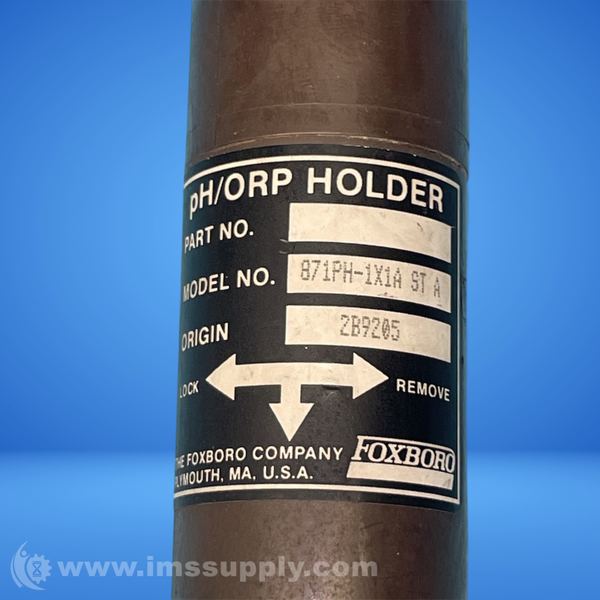 pH/ORP HOLDER
PART NO.
MODEL NO. 871PH-1X1A ST A
ORIGIN 2B9205
LOCK REMOVE
THE FOXBORO COMPANY FOXBORO
PLYMOUTH, MA, U.S.A.
www.imssupply.com